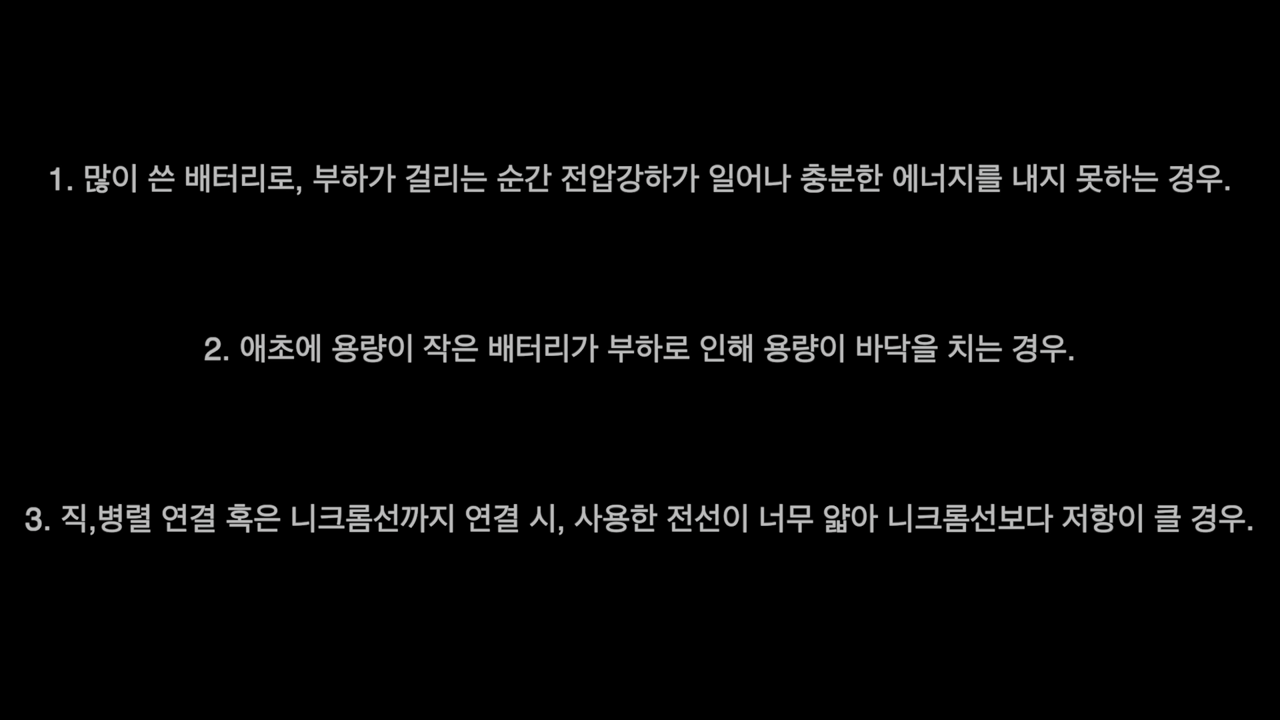 1. 많이 쓴 배터리로, 부하가 걸리는 순간 전압강하가 일어나 충분한 에너지를 내지 못하는 경우.
2. 애초에 용량이 작은 배터리가 부하로 인해 용량이 바닥을 치는 경우.
3. 직,병렬 연결 혹은 니크롬선까지 연결 시, 사용한 전선이 너무 얇아 니크롬선보다 저항이 클 경우.